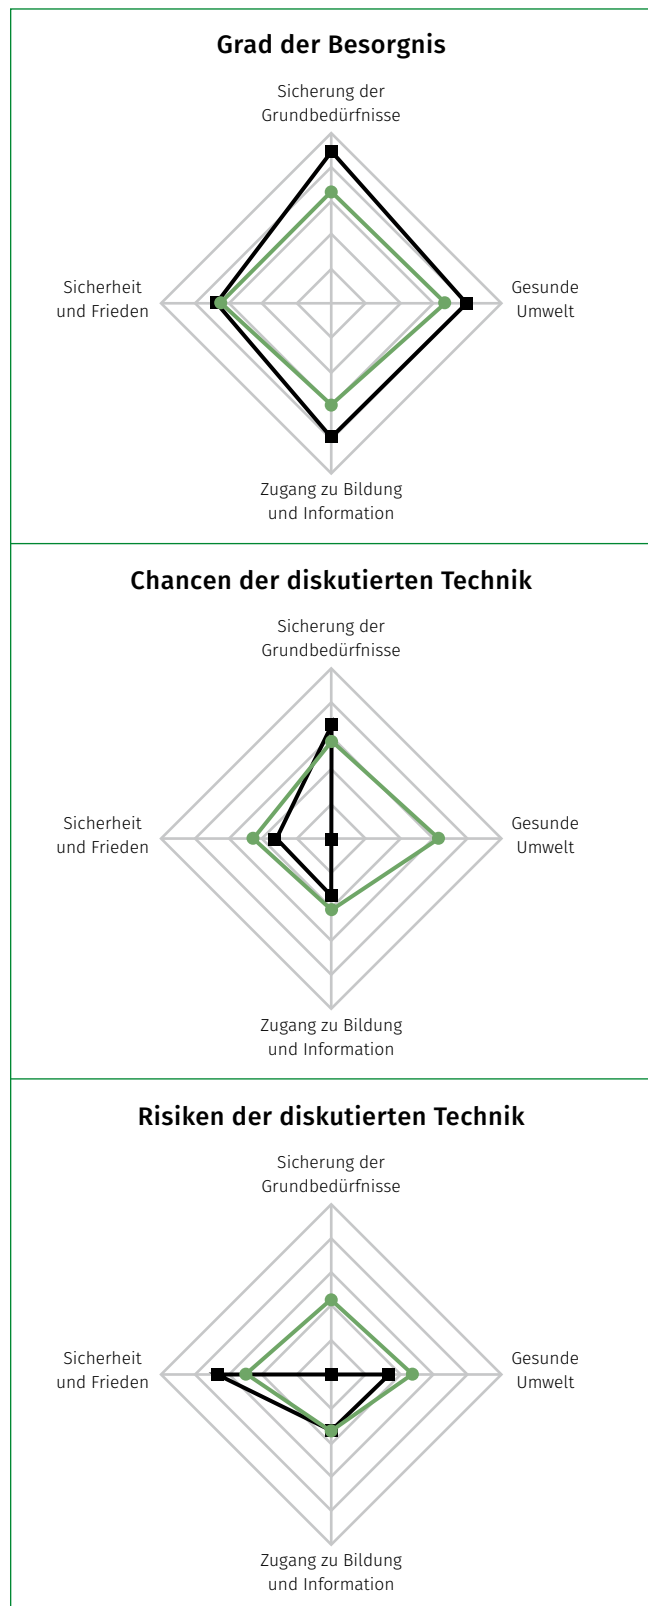 Grad der Besorgnis
Sicherung der
Grundbedürfnisse
Sicherheit
und Frieden
Gesunde
Umwelt
Zugang zu Bildung
und Information
Chancen der diskutierten Technik
Sicherung der
Grundbedürfnisse
Sicherheit
und Frieden
Gesunde
Umwelt
Zugang zu Bildung
und Information
Risiken der diskutierten Technik
Sicherung der
Grundbedürfnisse
Sicherheit
und Frieden
Gesunde
Umwelt
Zugang zu Bildung
und Information